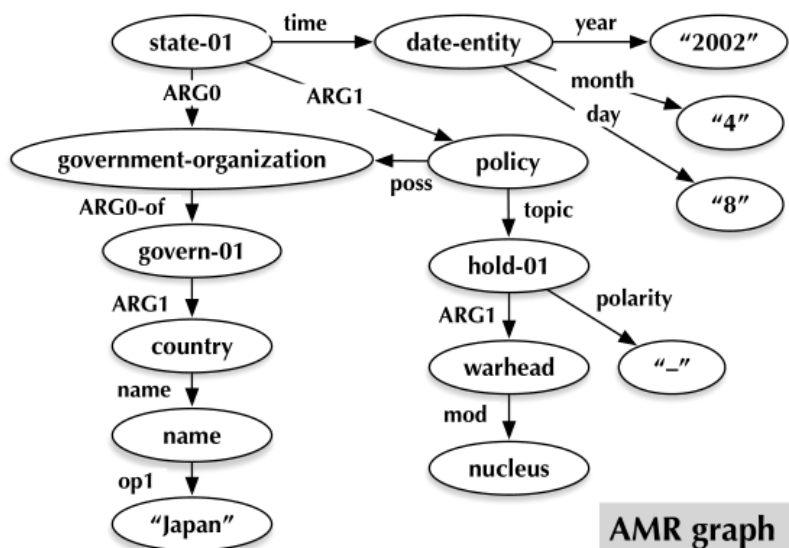 state-01 time date-entity year “2002”
ARG0 ARG1 month
day “4”
government-organization poss policy
ARG0-of topic “8”
govern-01
hold-01
ARG1 ARG1 polarity
country warhead “–”
name mod
name nucleus
op1
“Japan” AMR graph